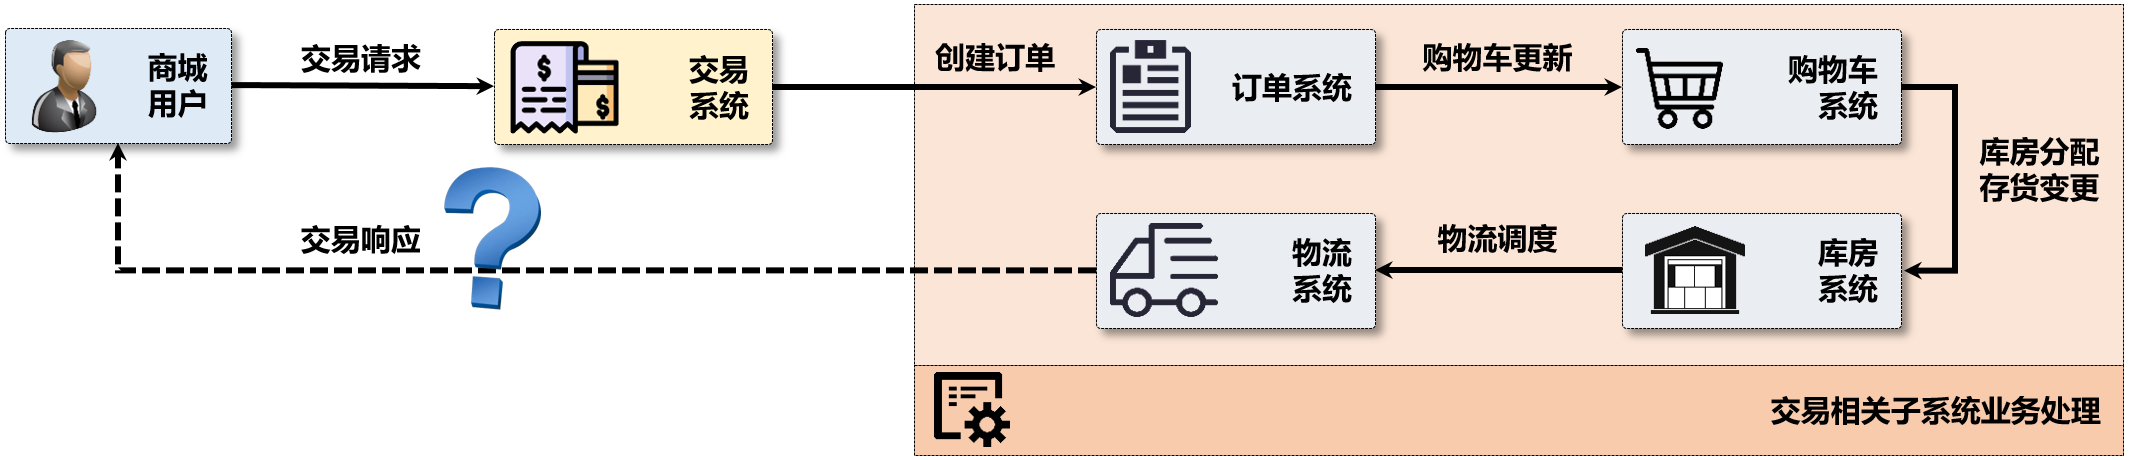 商城
用户
交易请求
交易
系统
创建订单
订单系统
购物车更新
购物车
系统
库房分配
存货变更
库房
系统
物流调度
物流
系统
交易响应
交易相关子系统业务处理